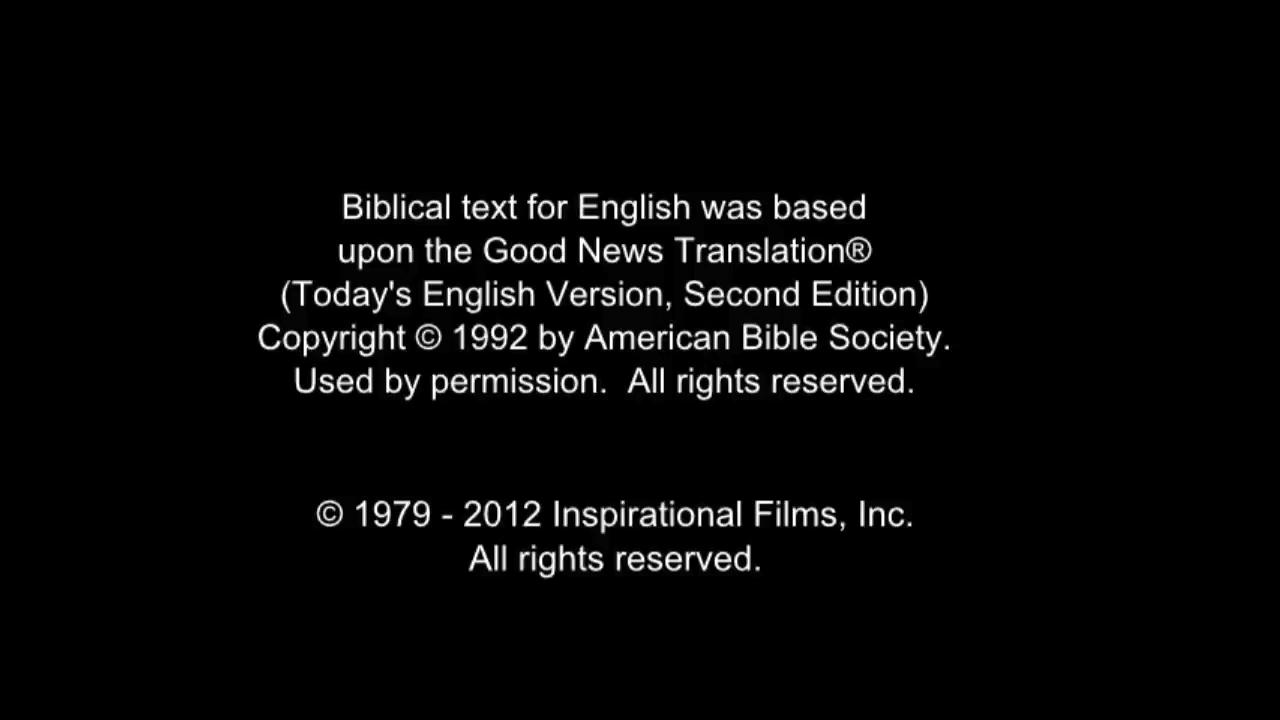 Biblical text for English was based
upon the Good News Translation®
(Today's English Version, Second Edition)
Copyright © 1992 by American Bible Society.
Used by permission.  All rights reserved.
© 1979 - 2012 Inspirational Films, Inc.
All rights reserved.